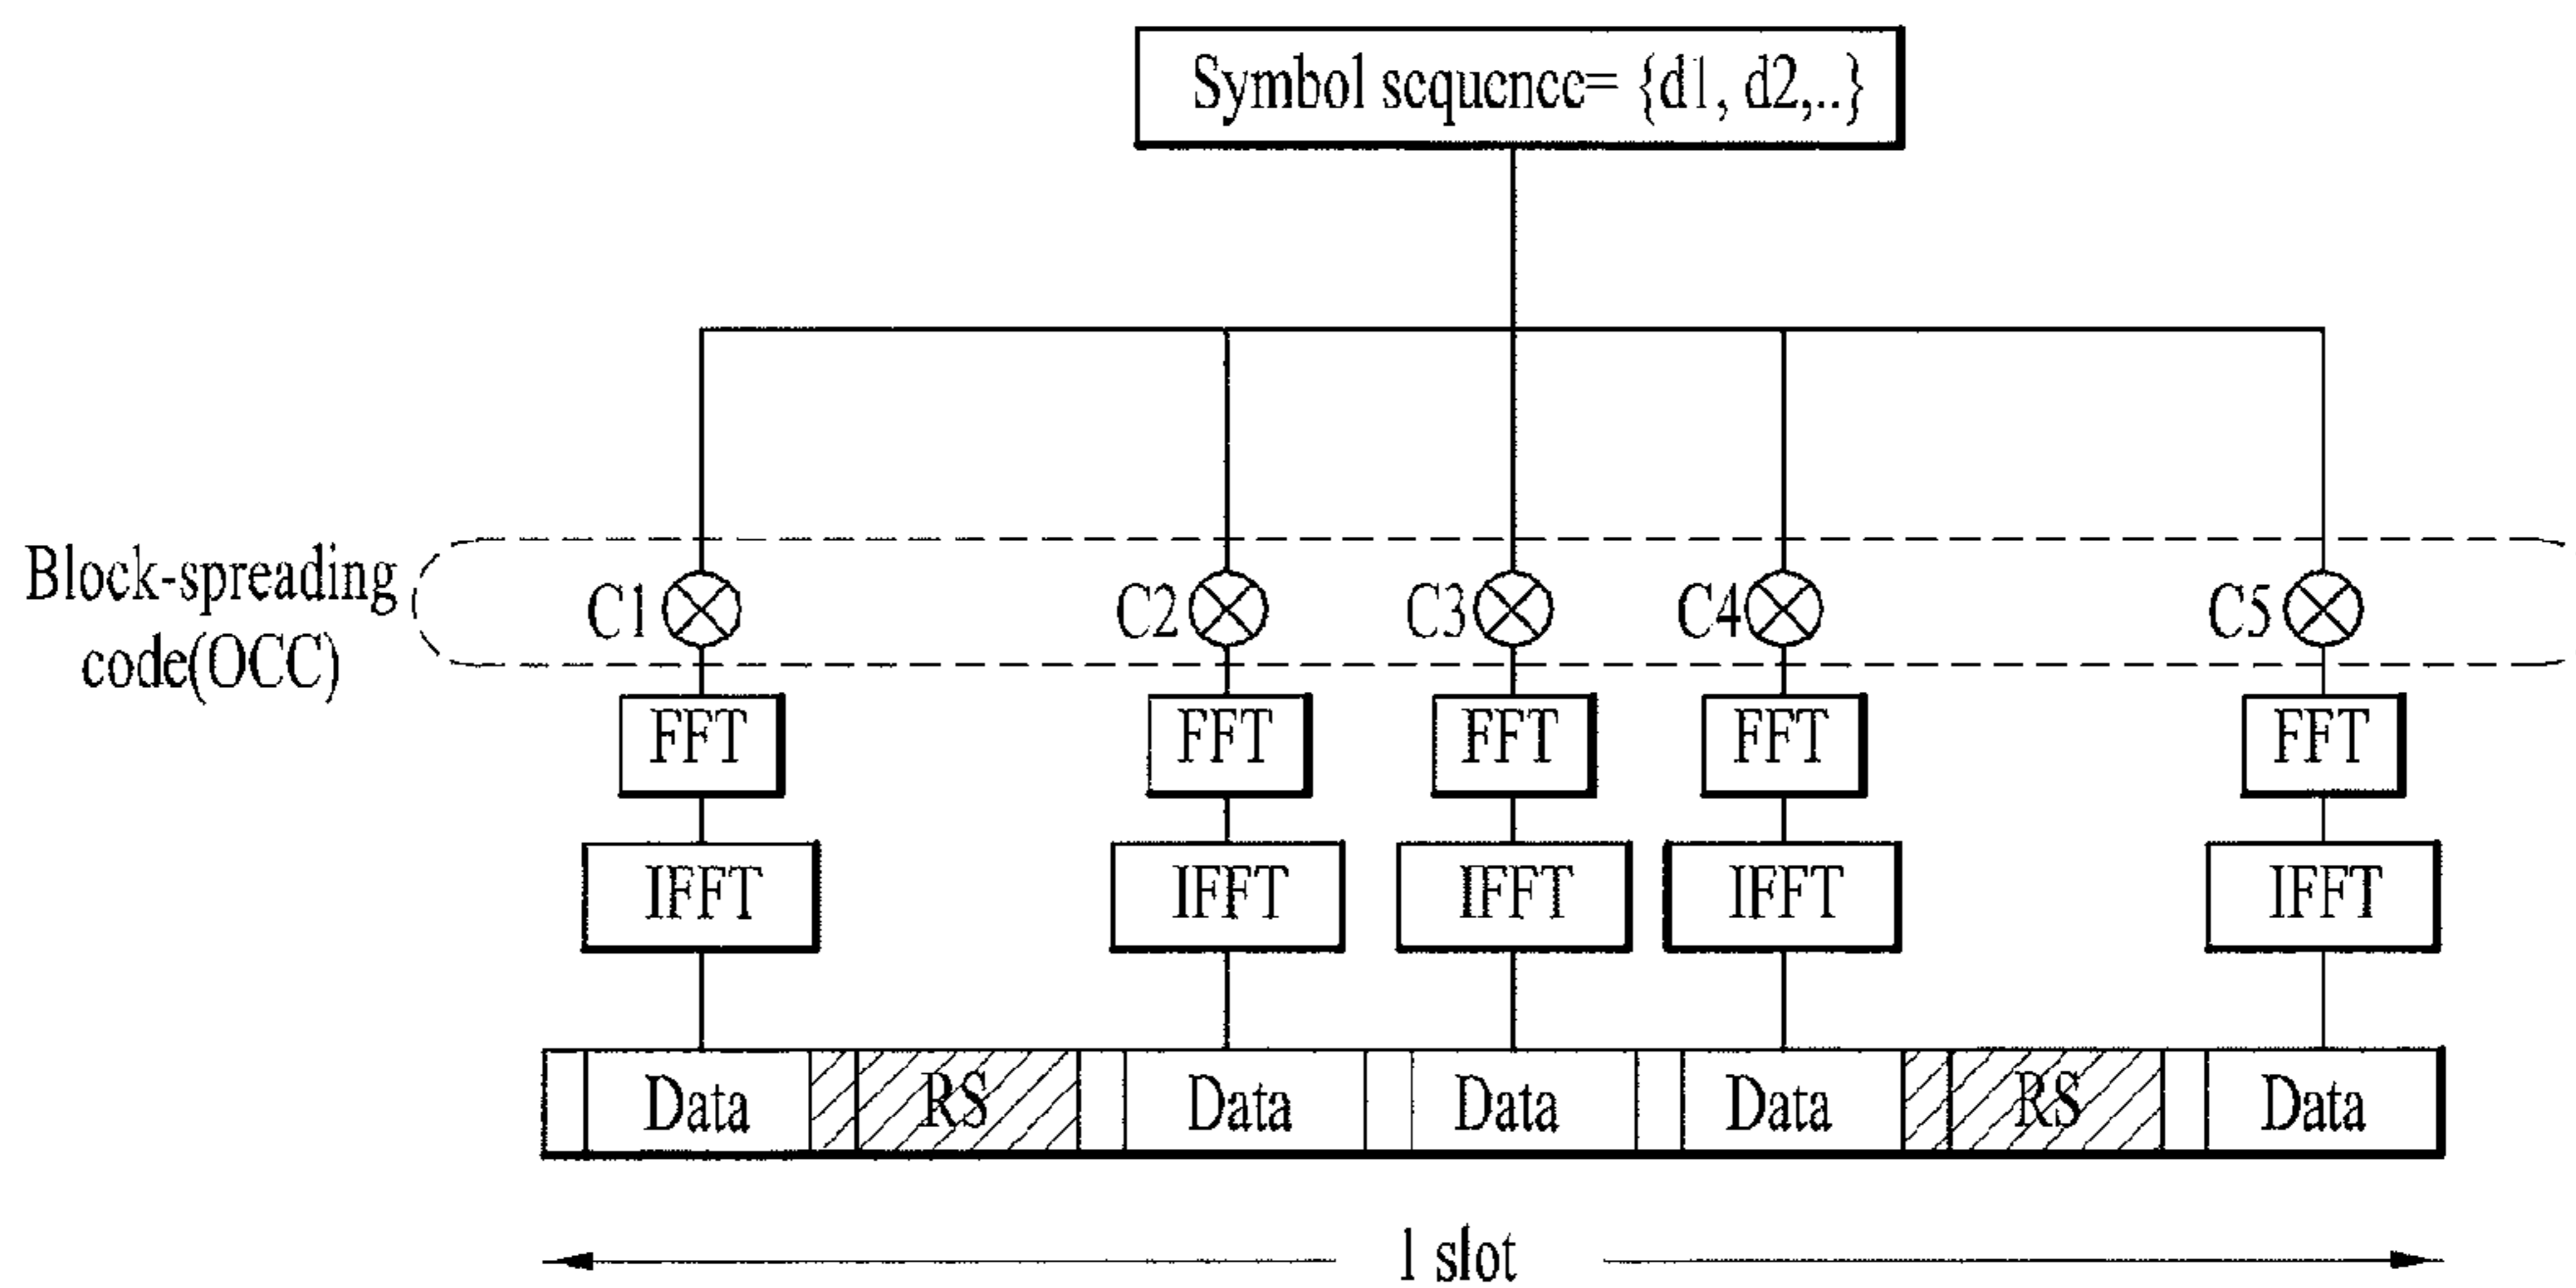 Symbol sequence= {d1, d2,..}
Block-spreading
code(OCC)
C1 C2 C3 C4 C5
FFT FFT FFT FFT FFT
IFFT IFFT IFFT IFFT IFFT
Data RS Data Data Data RS Data
1 slot